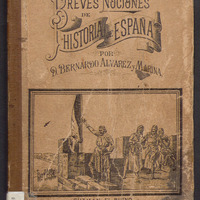 BREVES NOCIONES
DE
HISTORIA DE ESPAÑA
POR
D. BERNARDO ALVAREZ Y MARINA.